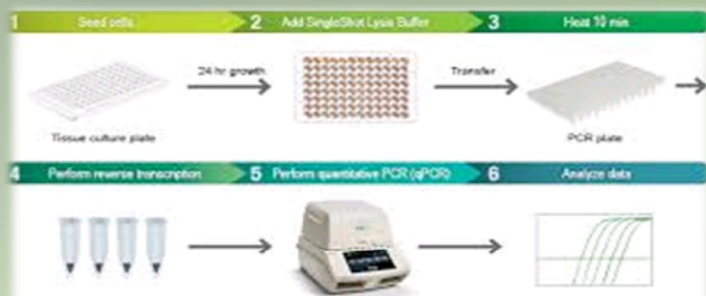 1 Seed cells 2 Add SingleShot Lysis Buffer 3 Heat 10 min
24 hr growth Transfer
Tissue culture plate PCR plate
4 Perform reverse transcription 5 Perform quantitative PCR (qPCR) 6 Analyze data